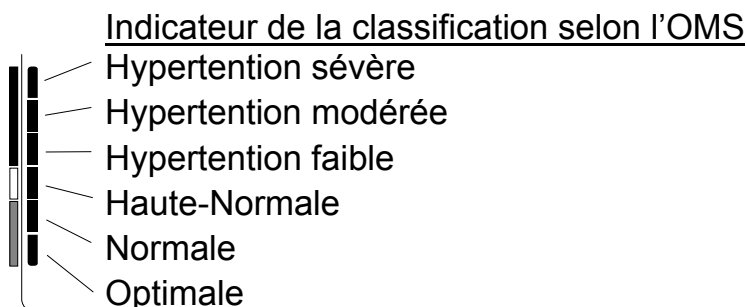 Indicateur de la classification selon l’OMS
Hypertention sévère
Hypertention modérée
Hypertention faible
Haute-Normale
Normale
Optimale